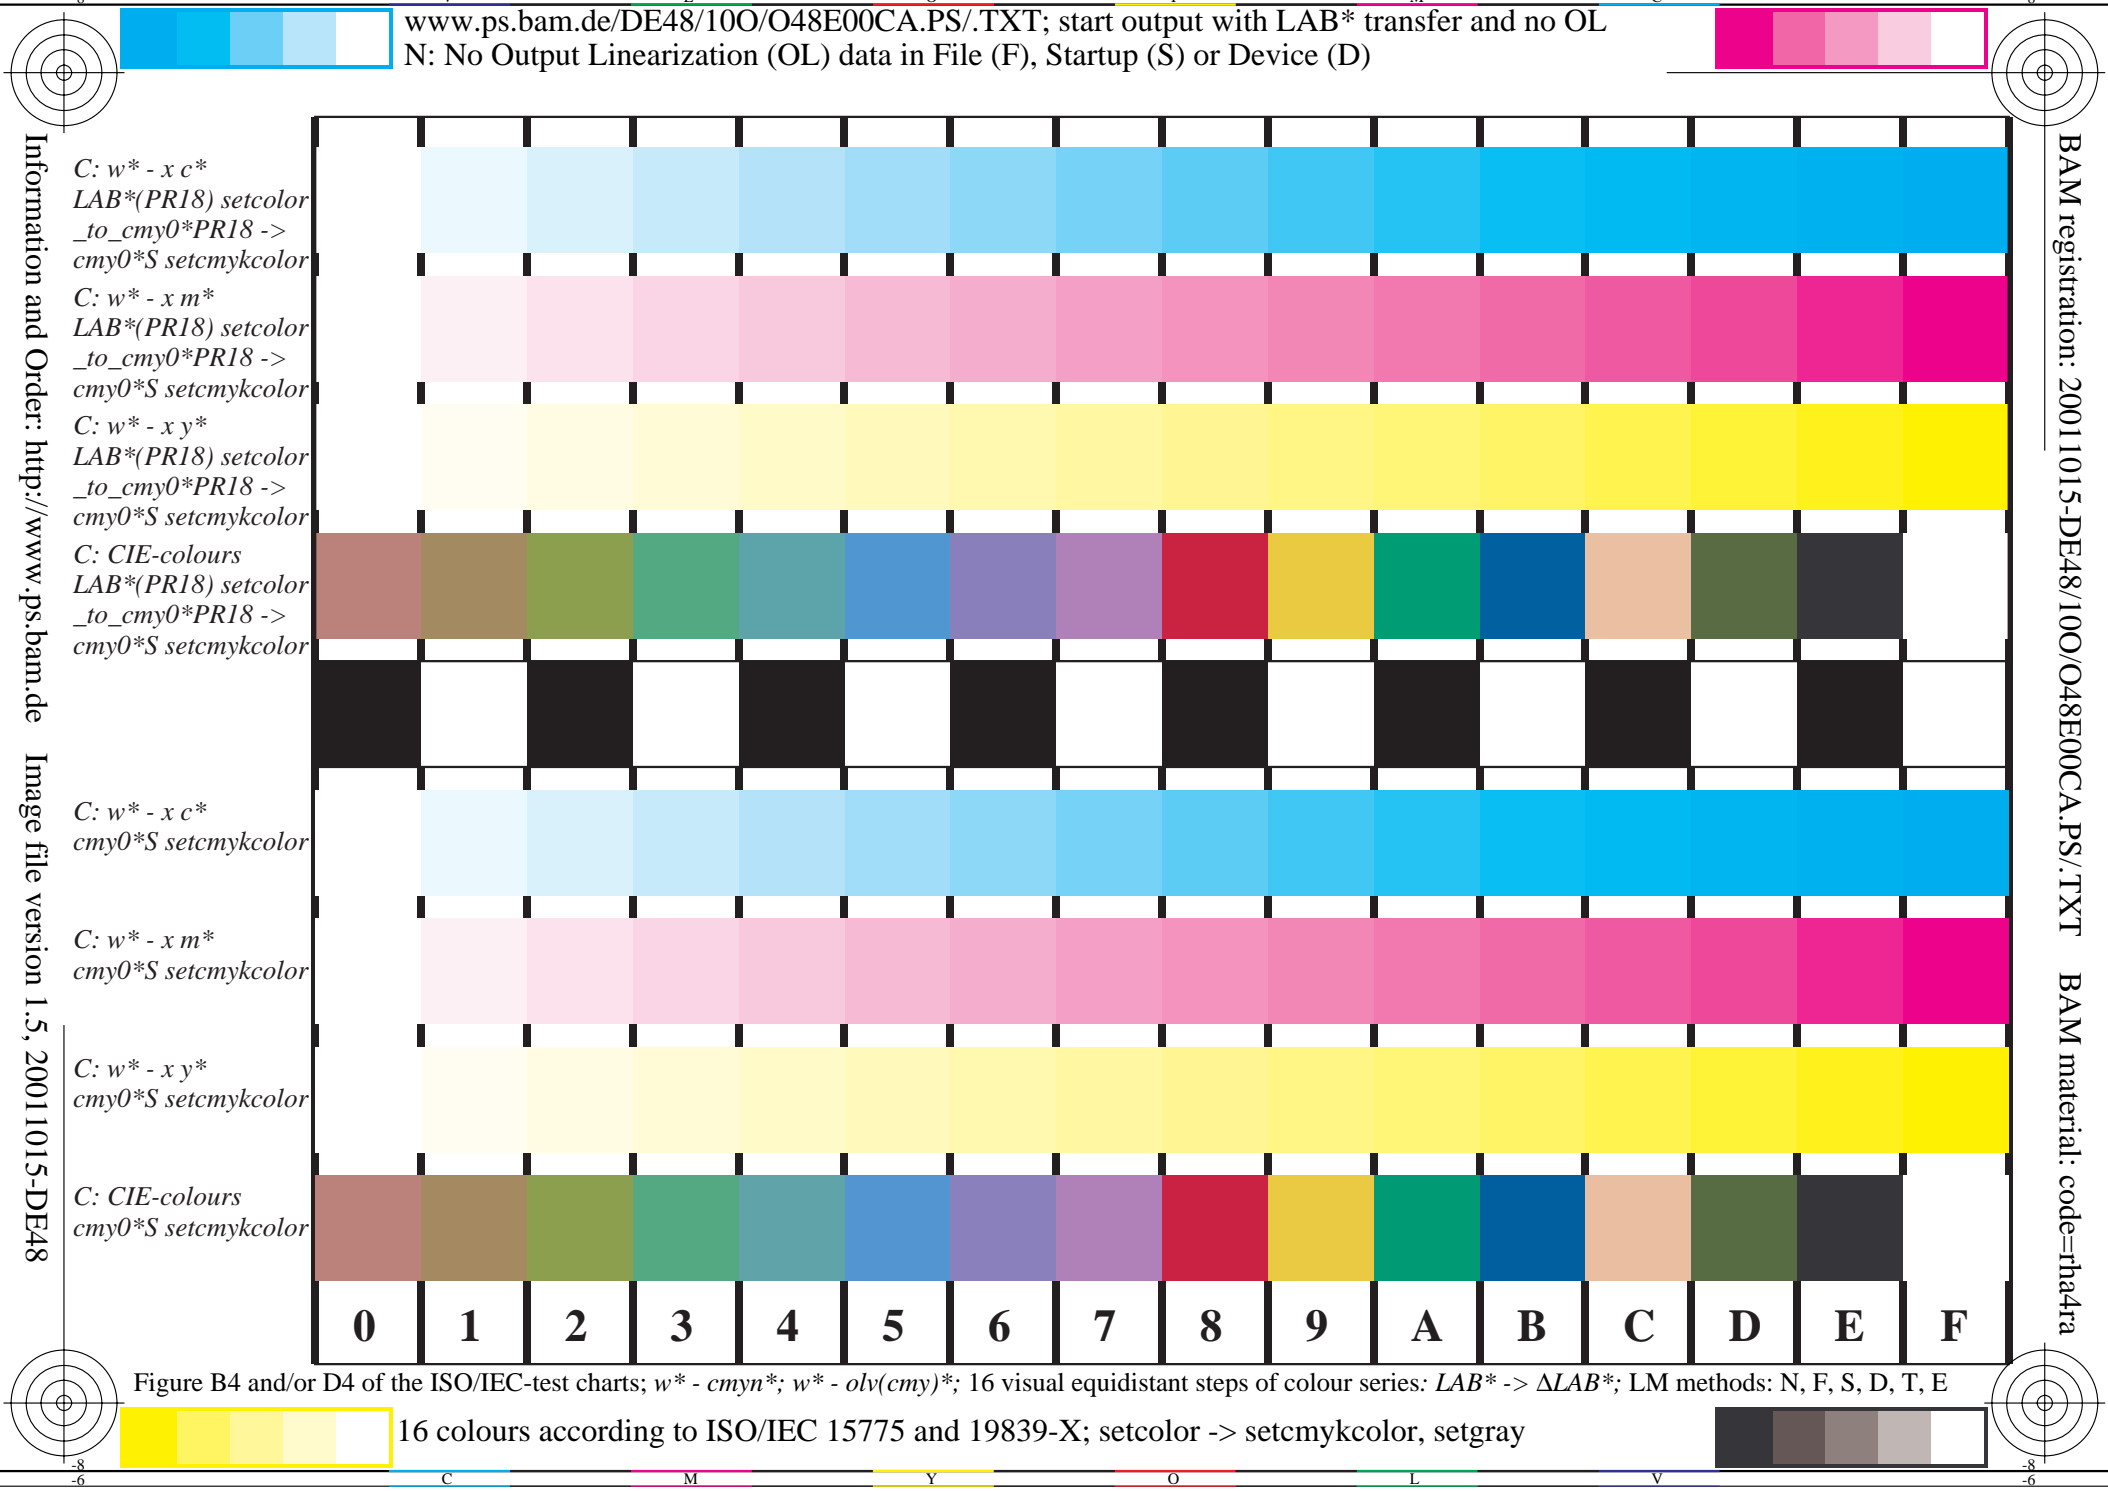 www.ps.bam.de/DE48/10O/O48E00CA.PS/.TXT; start output with LAB* transfer and no OL
N: No Output Linearization (OL) data in File (F), Startup (S) or Device (D)
Information and Order: http://www.ps.bam.de Image file version 1.5, 20011015-DE48
BAM registration: 20011015-DE48/10O/O48E00CA.PS/.TXT BAM material: code=rha4ra
C: w* - x c*
LAB*(PR18) setcolor
_to_cmy0*PR18 ->
cmy0*S setcmykcolor
C: w* - x m*
LAB*(PR18) setcolor
_to_cmy0*PR18 ->
cmy0*S setcmykcolor
C: w* - x y*
LAB*(PR18) setcolor
_to_cmy0*PR18 ->
cmy0*S setcmykcolor
C: CIE-colours
LAB*(PR18) setcolor
_to_cmy0*PR18 ->
cmy0*S setcmykcolor
C: w* - x c*
cmy0*S setcmykcolor
C: w* - x m*
cmy0*S setcmykcolor
C: w* - x y*
cmy0*S setcmykcolor
C: CIE-colours
cmy0*S setcmykcolor
0 1 2 3 4 5 6 7 8 9 A B C D E F
Figure B4 and/or D4 of the ISO/IEC-test charts; w* - cmyn*; w* - olv(cmy)*; 16 visual equidistant steps of colour series: LAB* -> ΔLAB*; LM methods: N, F, S, D, T, E
16 colours according to ISO/IEC 15775 and 19839-X; setcolor -> setcmykcolor, setgray
-8 -8
-6 C M Y O L V -6